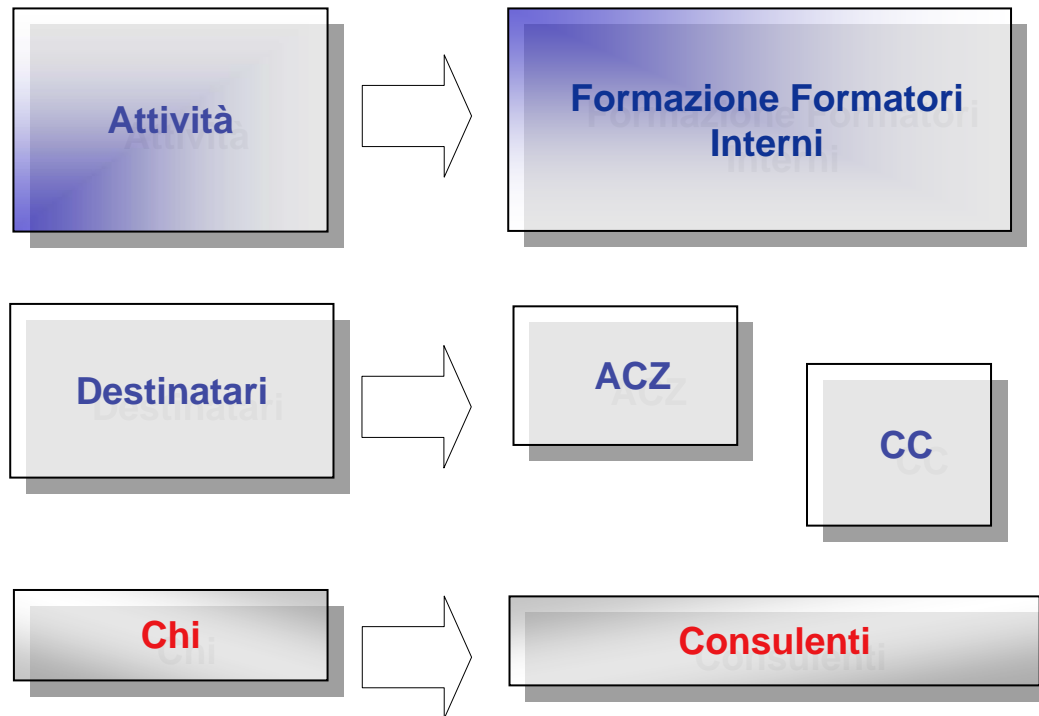 Attività
Formazione Formatori
Interni
Destinatari
ACZ
CC
Chi
Consulenti